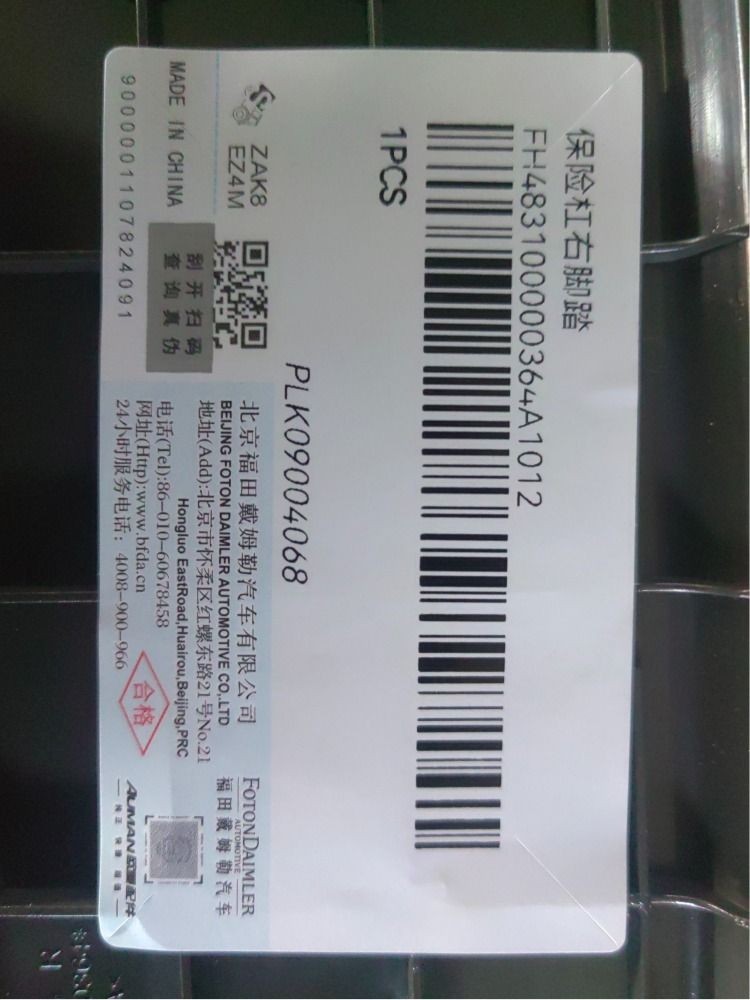 保险杠右脚踏
FH4831000000364A1012
1PCS
PLK09004068
ZAK8
EZ4M
MADE IN CHINA
9000001107824091
刮开扫码
查询真伪
北京福田戴姆勒汽车有限公司
BEIJING FOTON DAIMLER AUTOMOTIVE CO.,LTD
地址(Add):北京市怀柔区红螺东路21号No.21
Hongluo EastRoad,Huairou,Beijing,PRC
电话(Tel):86-010-60678458
网址(Http):www.bfda.cn
24小时服务电话：4008-900-966
合格
FOTONDAIMLER
AUTOMOTIVE
福田戴姆勒汽车
AUMAN欧曼配件